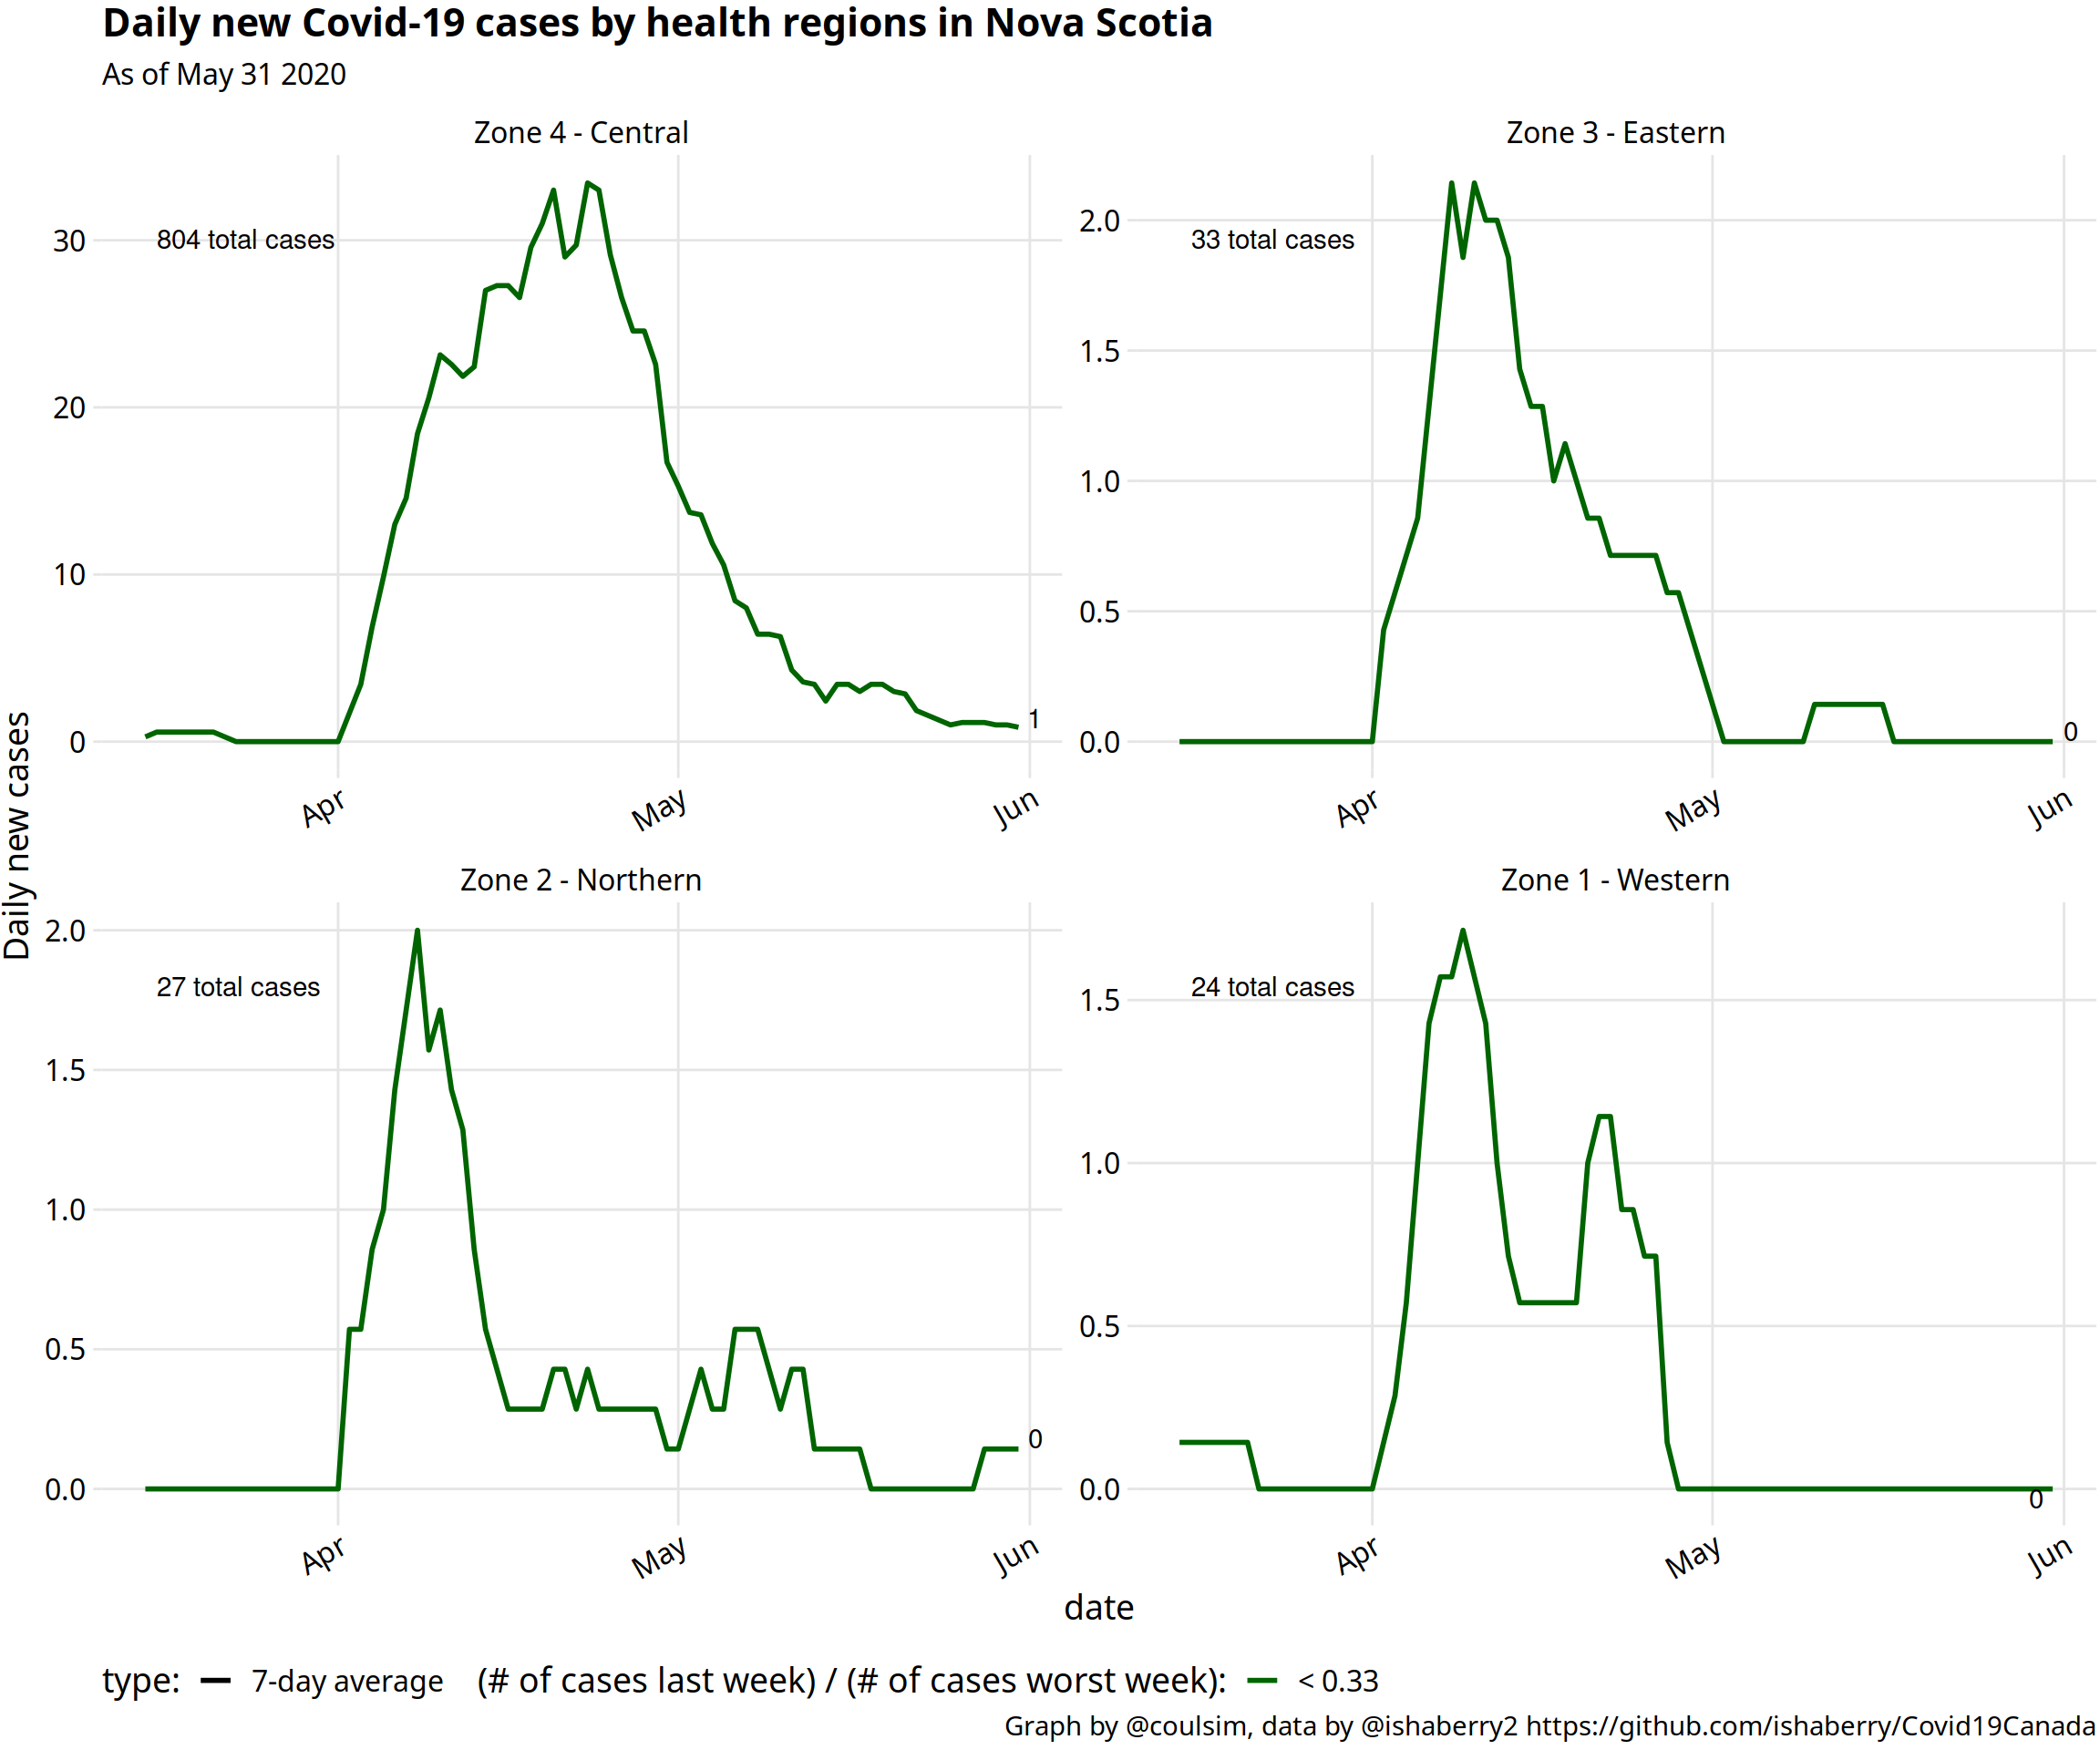 Daily new Covid-19 cases by health regions in Nova Scotia
As of May 31 2020
Zone 4 - Central
30
20
10
0
804 total cases
1
Apr
May
Jun
Zone 3 - Eastern
2.0
1.5
1.0
0.5
0.0
33 total cases
0
Apr
May
Jun
Daily new cases
Zone 2 - Northern
2.0
1.5
1.0
0.5
0.0
27 total cases
0
Apr
May
Jun
Zone 1 - Western
1.5
1.0
0.5
0.0
24 total cases
0
Apr
May
Jun
date
type: 7-day average (# of cases last week) / (# of cases worst week): < 0.33
Graph by @coulsim, data by @ishaberry2 https://github.com/ishaberry/Covid19Canada